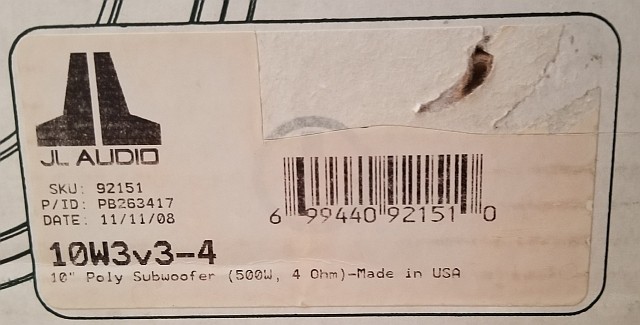 JL AUDIO
SKU: 92151
P/ID: PB263417
DATE: 11/11/08
6 99440 92151 0
10W3v3-4
10" Poly Subwoofer (500W, 4 Ohm)-Made in USA